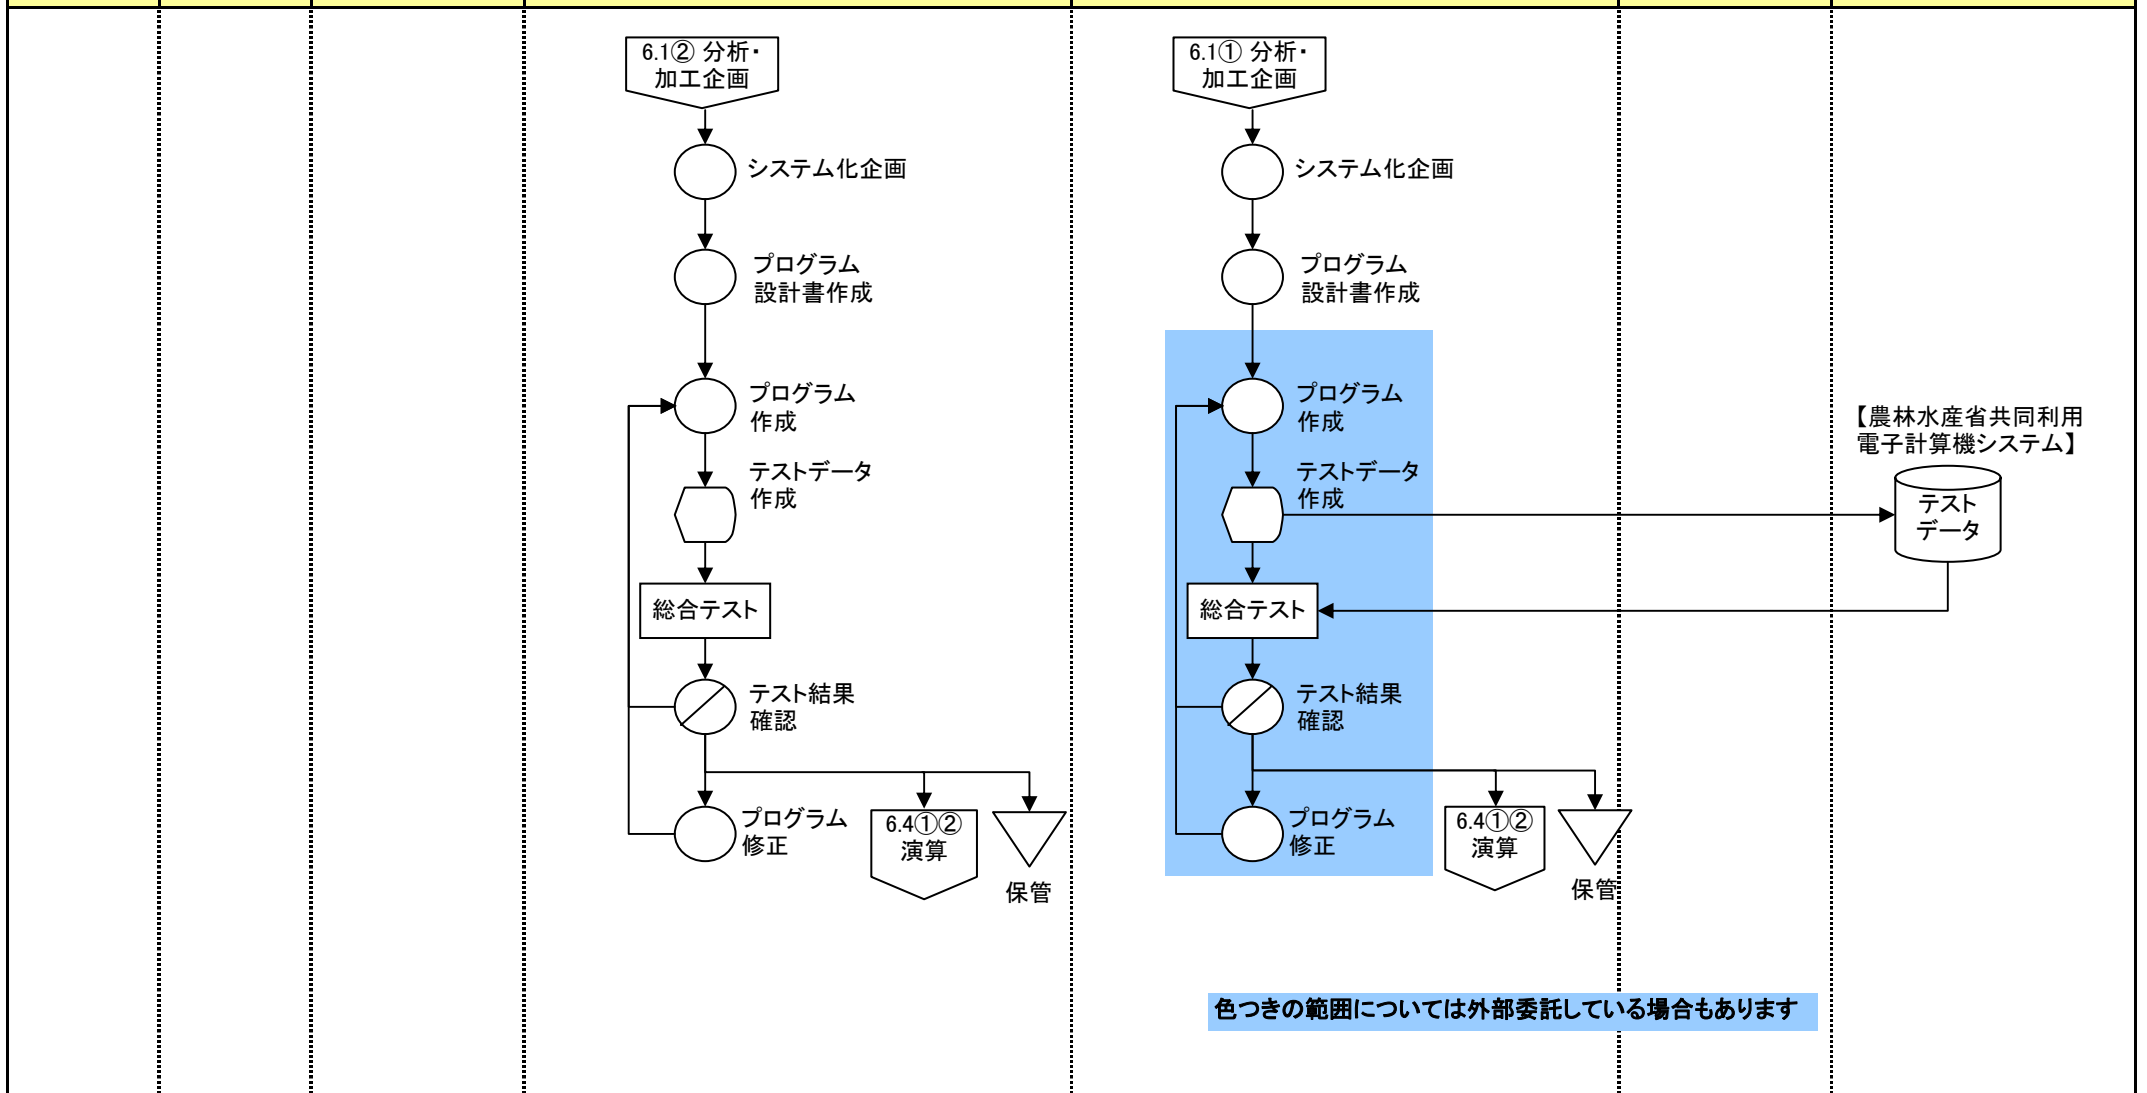 6.1② 分析・
加工企画
システム化企画
プログラム
設計書作成
プログラム
作成
テストデータ
作成
総合テスト
テスト結果
確認
プログラム
修正
6.4①②
演算
保管
6.1① 分析・
加工企画
システム化企画
プログラム
設計書作成
プログラム
作成
テストデータ
作成
総合テスト
テスト結果
確認
プログラム
修正
6.4①②
演算
保管
【農林水産省共同利用
電子計算機システム】
テスト
データ
色つきの範囲については外部委託している場合もあります